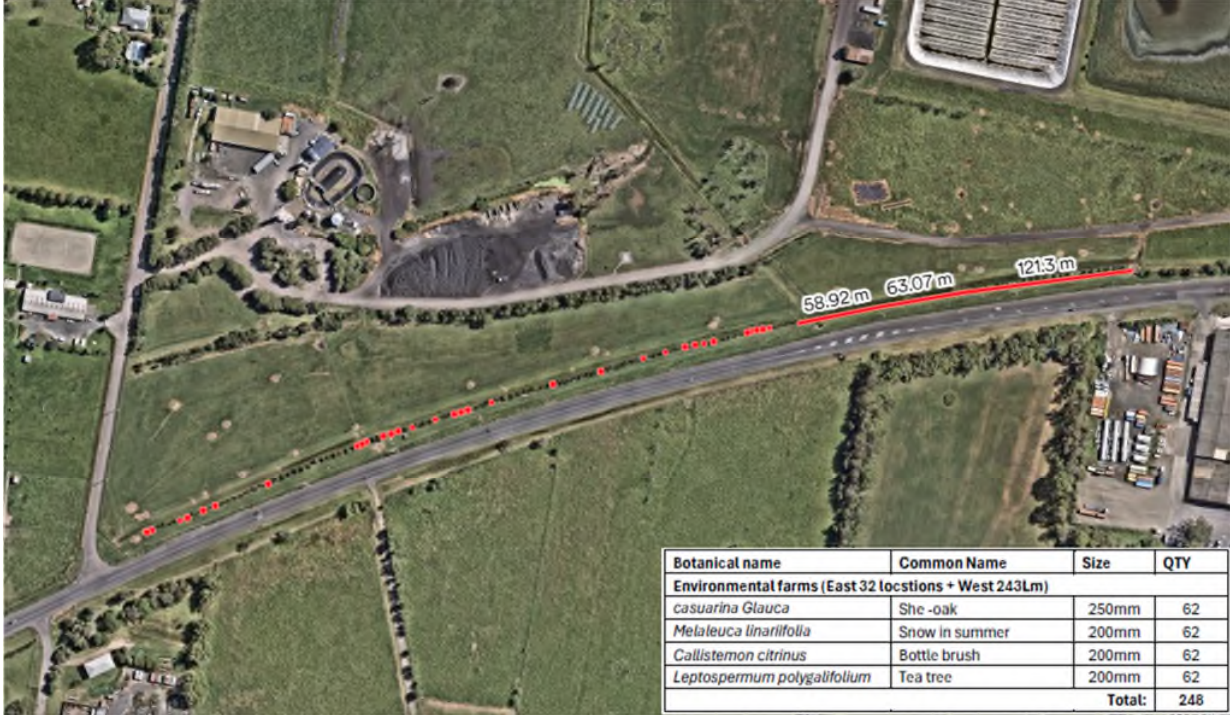 58.92 m 63.07 m 121.3 m
Botanical name Common Name Size QTY
Environmental farms (East 32 locstions + West 243Lm)
casuarina Glauca She -oak 250mm 62
Melaleuca linariifolia Snow in summer 200mm 62
Callistemon citrinus Bottle brush 200mm 62
Leptospermum polygalifolium Tea tree 200mm 62
Total: 248